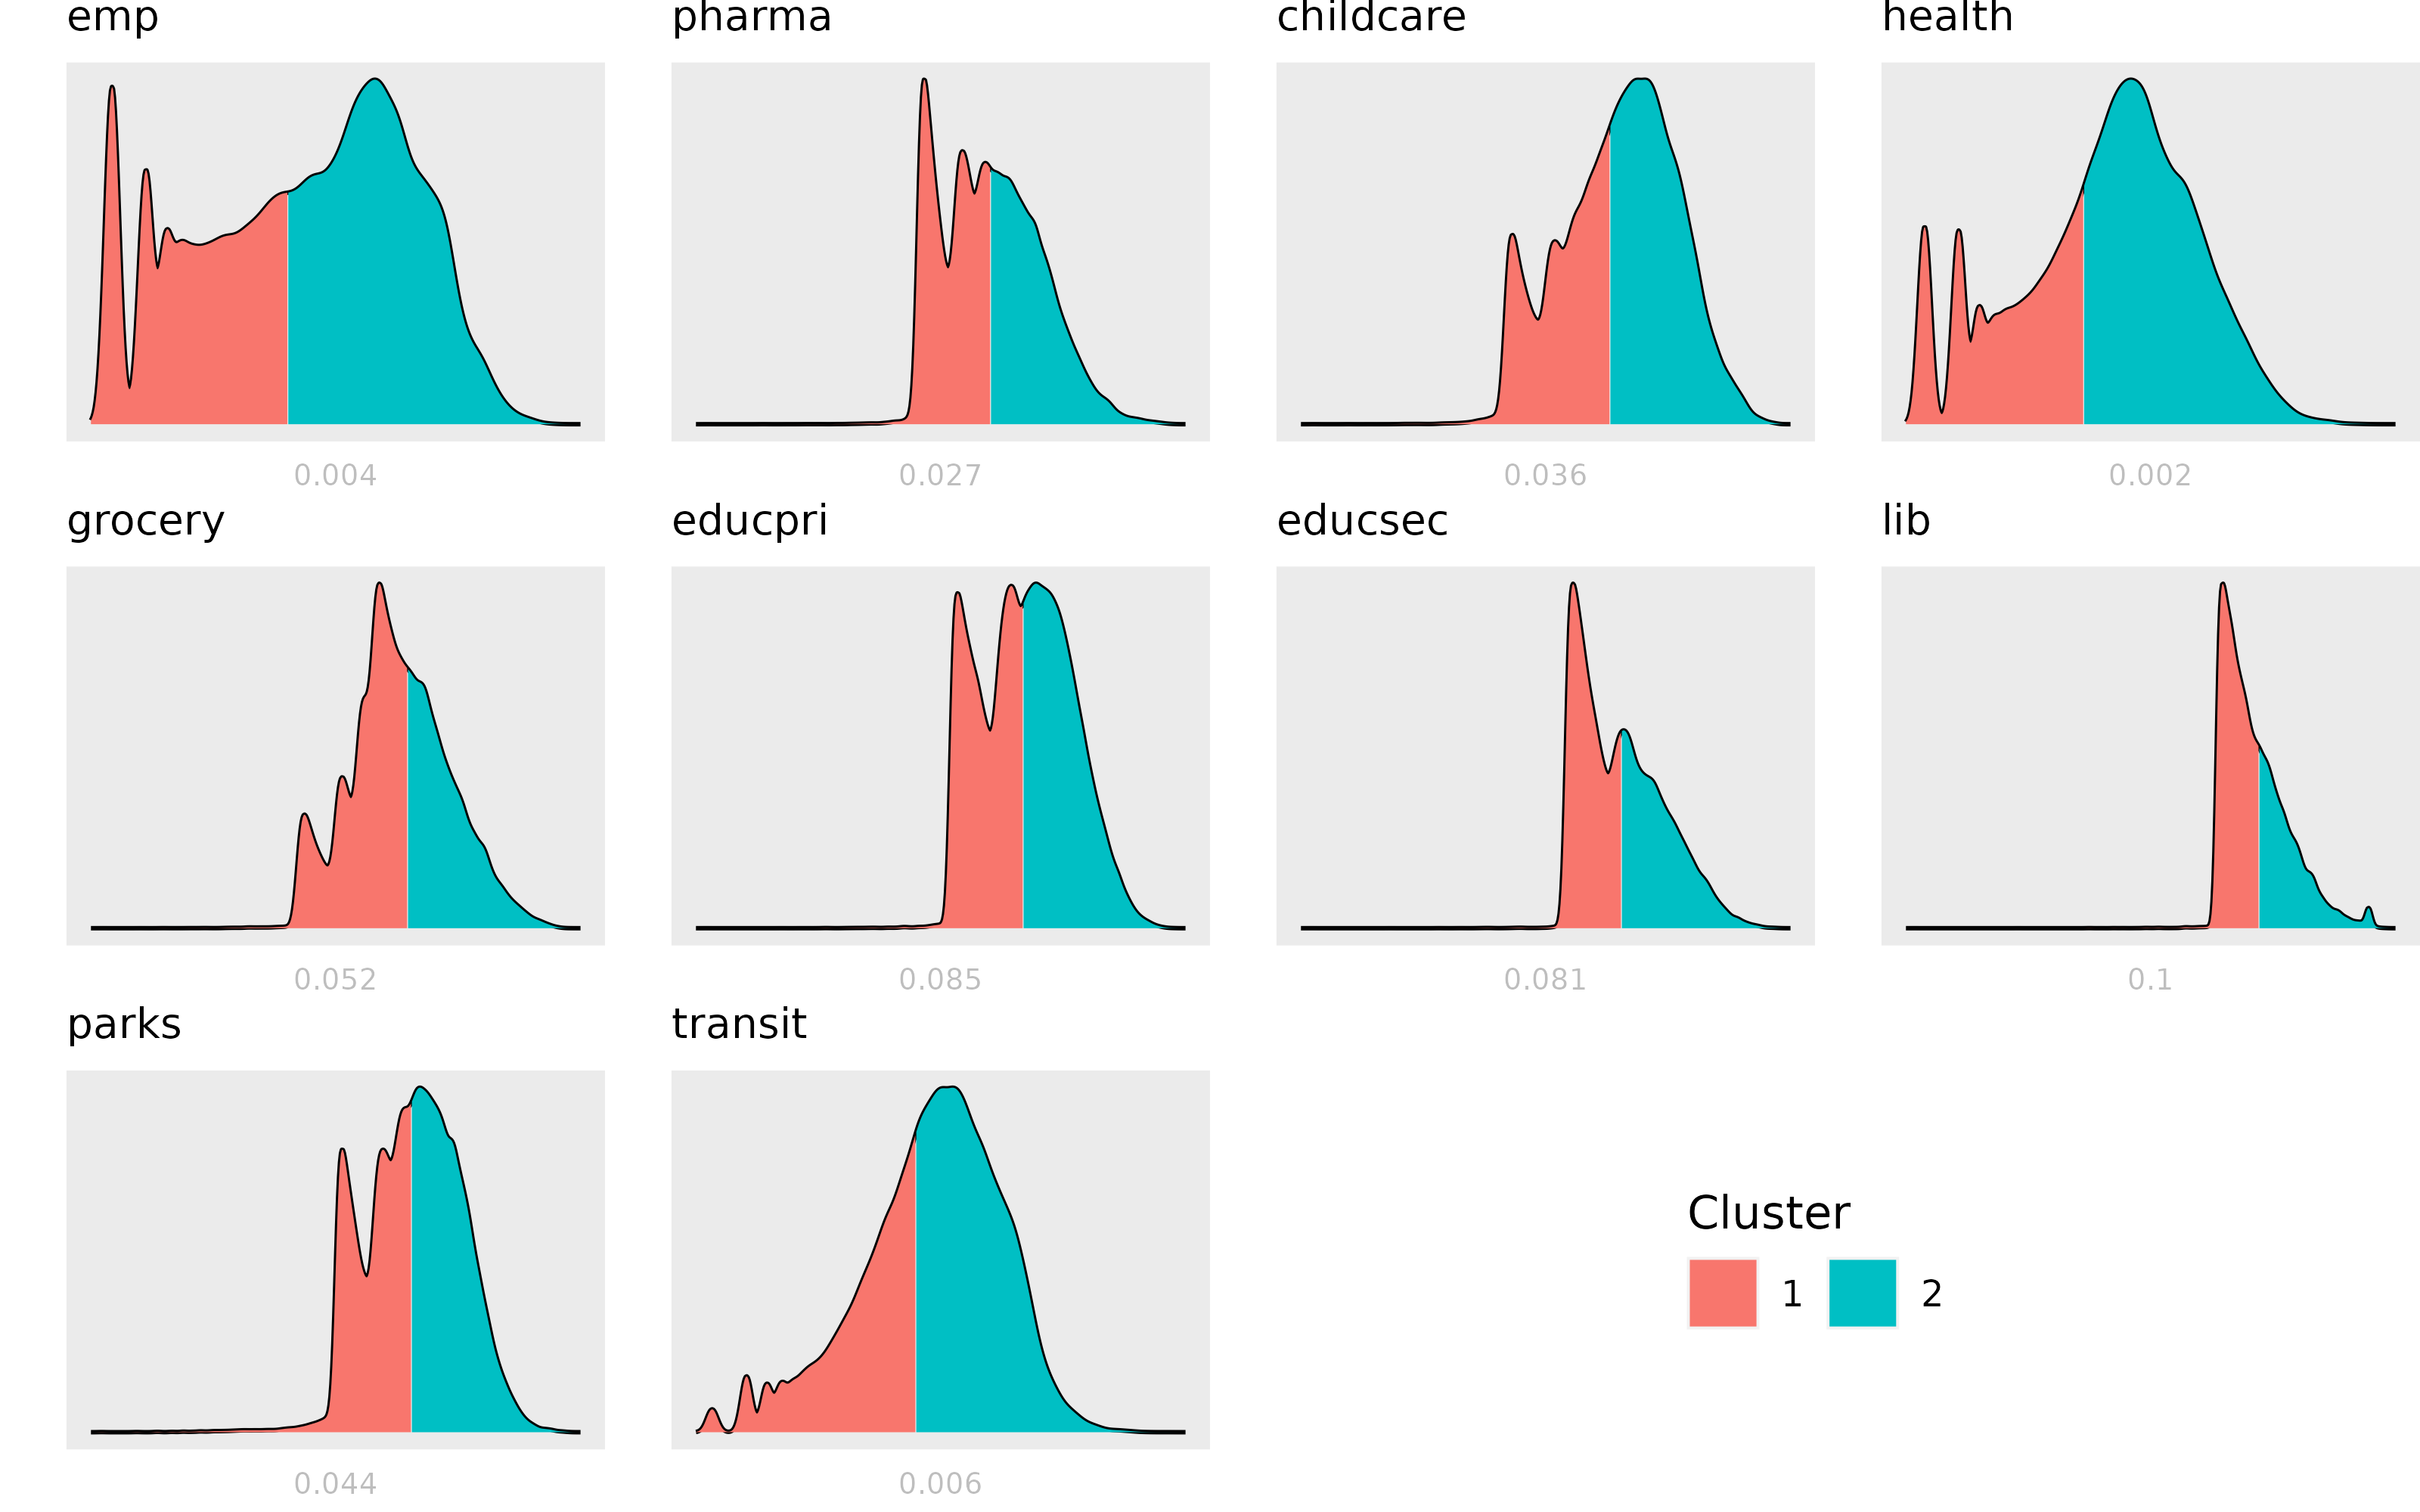 emp
pharma
childcare
health
0.004
0.027
0.036
0.002
grocery
educpri
educsec
lib
0.052
0.085
0.081
0.1
parks
transit
Cluster
1
2
0.044
0.006